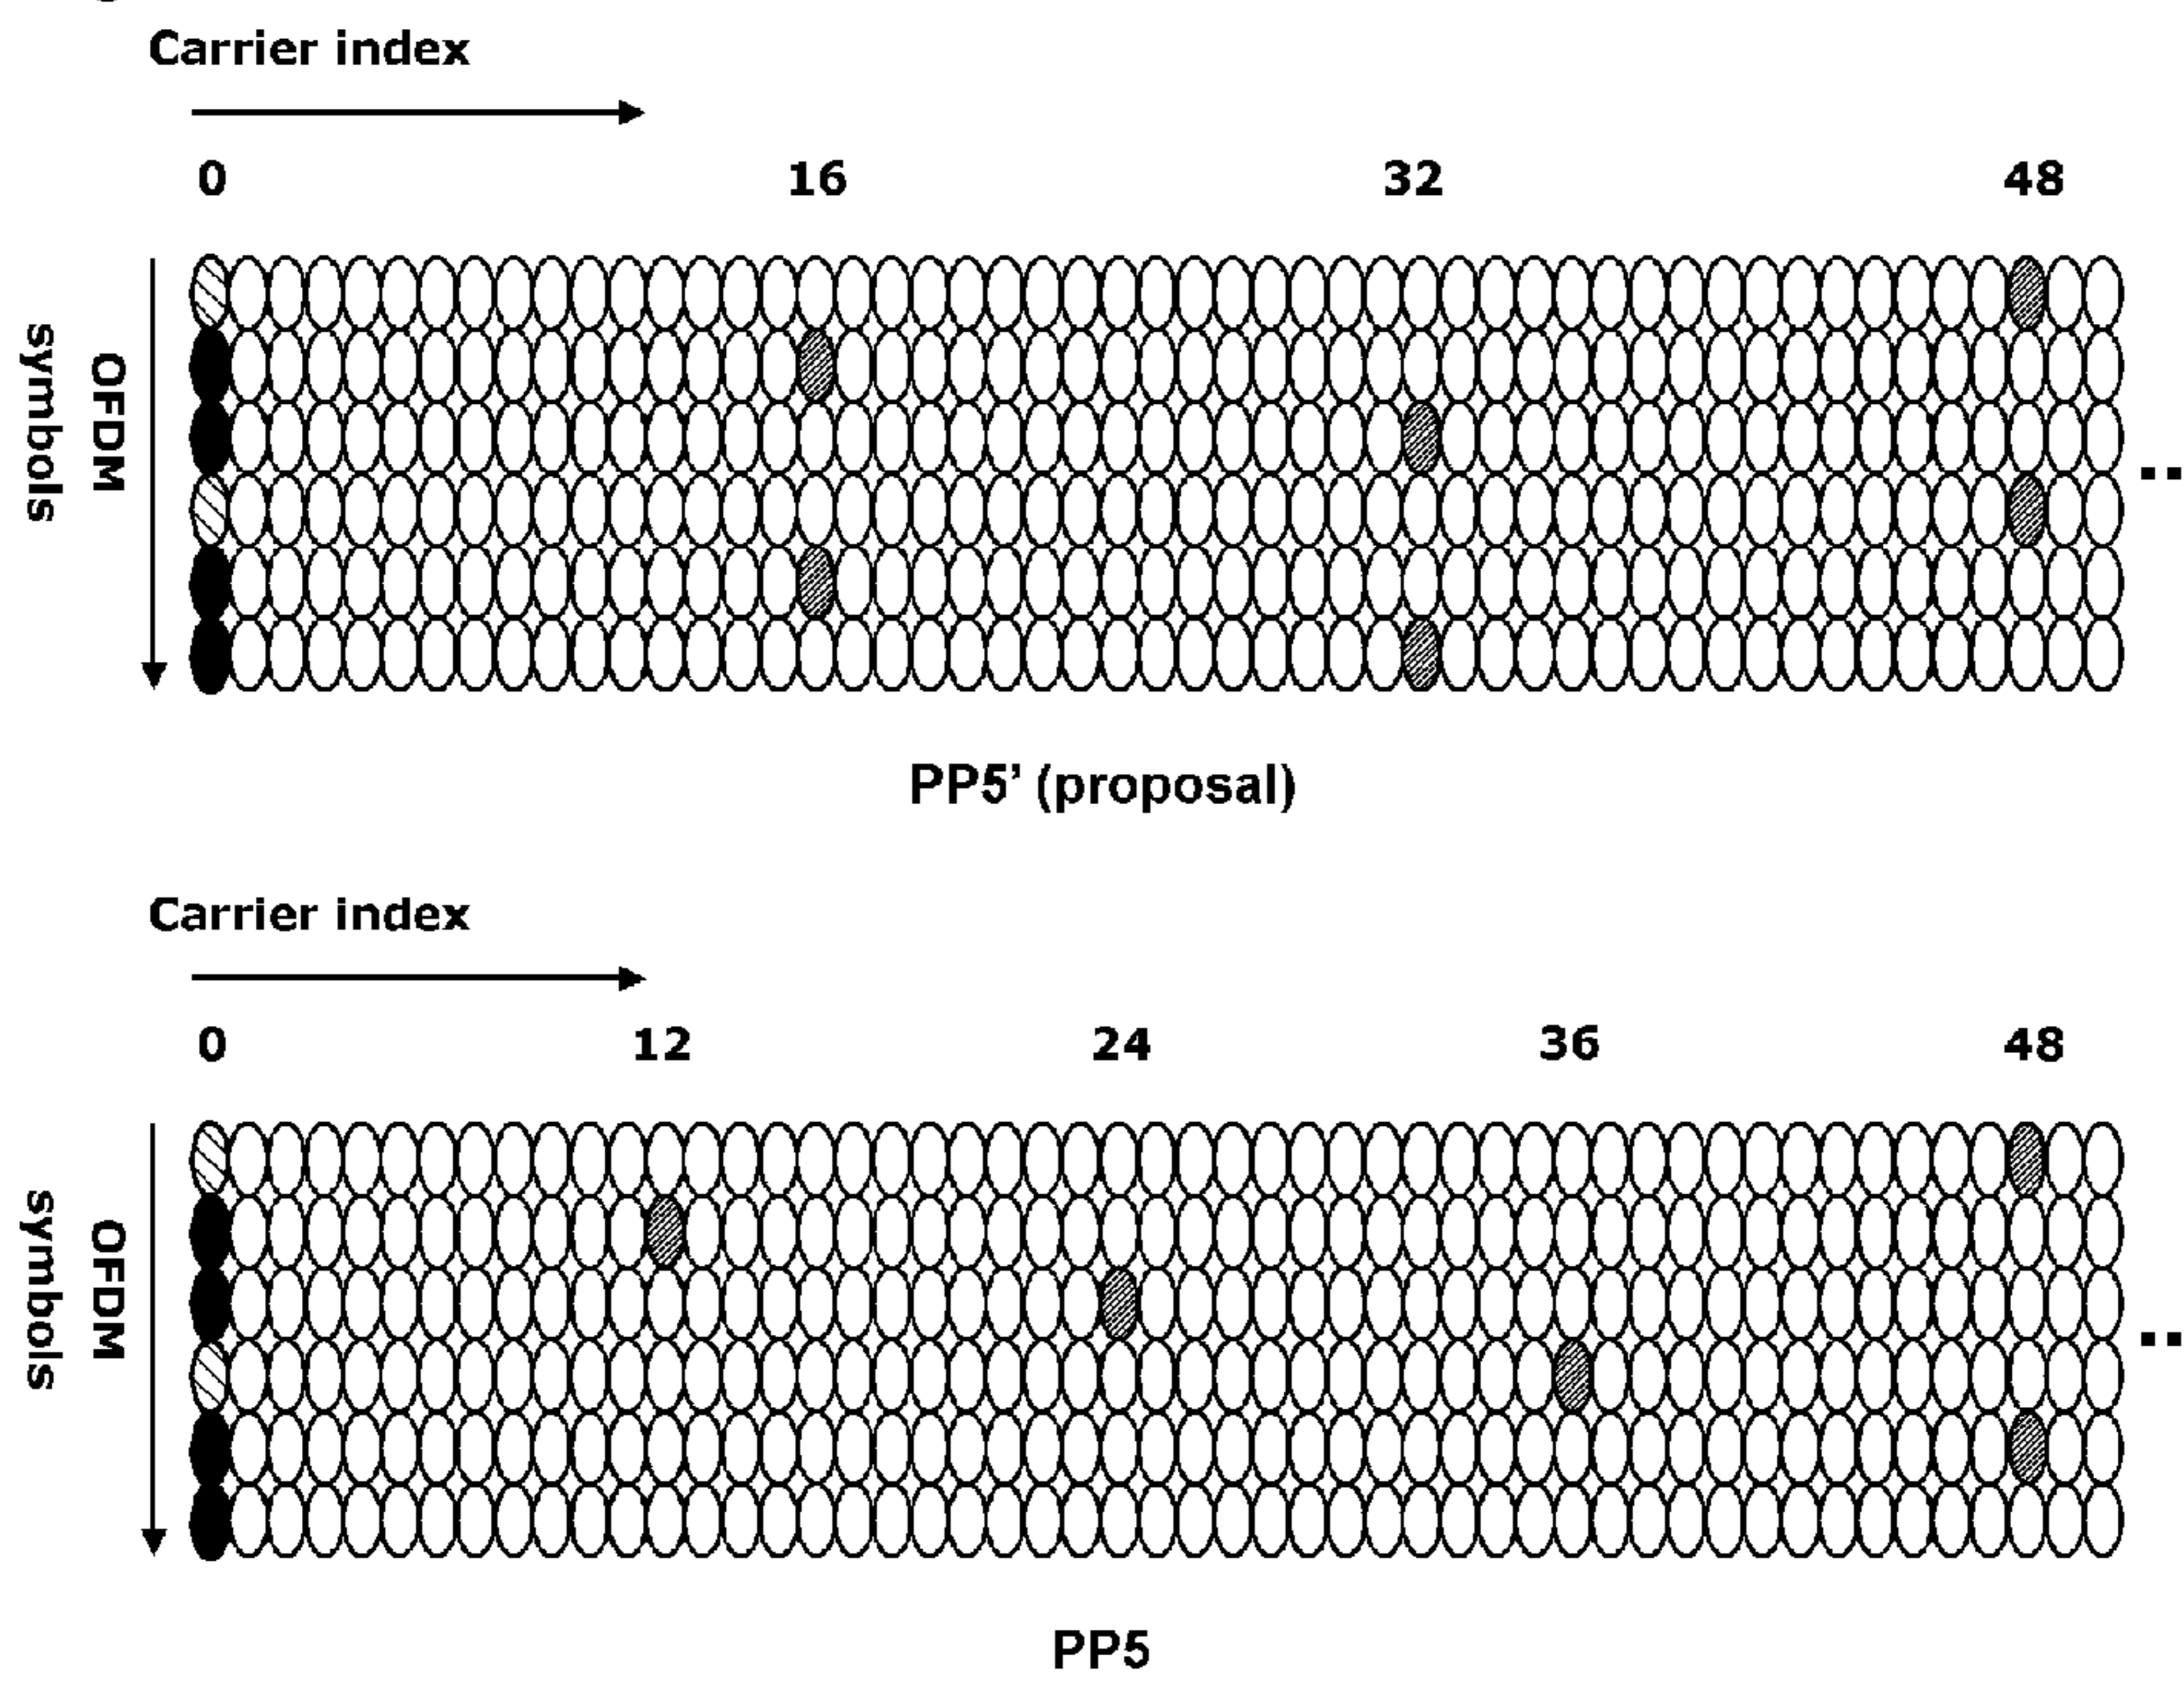 Carrier index
0 16 32 48
OFDM
symbols
..
PP5’ (proposal)
Carrier index
0 12 24 36 48
OFDM
symbols
..
PP5